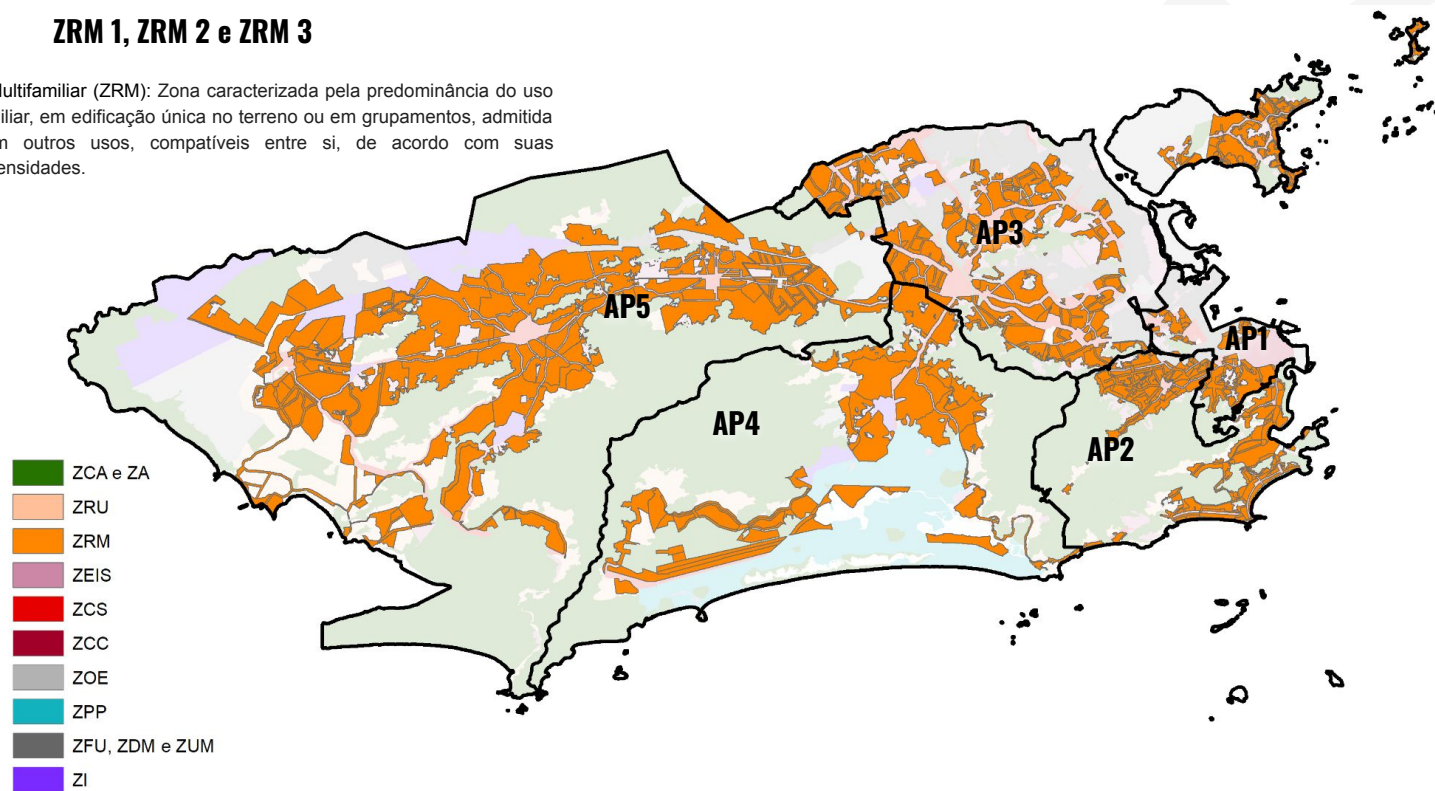 ZRM 1, ZRM 2 e ZRM 3
ultifamiliar (ZRM): Zona caracterizada pela predominância do uso
iliar, em edificação única no terreno ou em grupamentos, admitida
m outros usos, compatíveis entre si, de acordo com suas
ensidades.
AP3
AP5
AP1
AP4
AP2
ZCA e ZA
ZRU
ZRM
ZEIS
ZCS
ZCC
ZOE
ZPP
ZFU, ZDM e ZUM
ZI